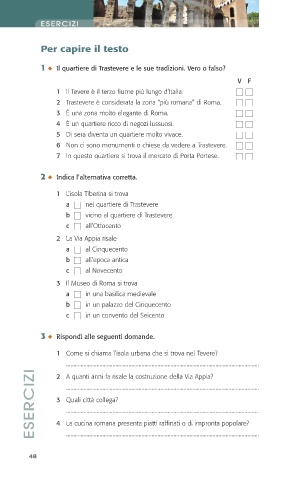 ESERCIZI
Per capire il testo
1 ◆ Il quartiere di Trastevere e le sue tradizioni. Vero o falso?
V F
1 Il Tevere è il terzo fiume più lungo d'Italia. □ □
2 Trastevere è considerata la zona "più romana" di Roma. □ □
3 È una zona molto elegante di Roma. □ □
4 È un quartiere ricco di negozi lussuosi. □ □
5 Di sera diventa un quartiere molto vivace. □ □
6 Non ci sono monumenti o chiese da vedere a Trastevere. □ □
7 In questo quartiere si trova il mercato di Porta Portese. □ □
2 ◆ Indica l'alternativa corretta.
1 L'isola Tiberina si trova
a □ nel quartiere di Trastevere
b □ vicino al quartiere di Trastevere
c □ all'Ottocento
2 La Via Appia risale
a □ al Cinquecento
b □ all'epoca antica
c □ al Novecento
3 Il Museo di Roma si trova
a □ in una basilica medievale
b □ in un palazzo del Cinquecento
c □ in un convento del Seicento
3 ◆ Rispondi alle seguenti domande.
1 Come si chiama l'isola urbana che si trova nel Tevere?
2 A quanti anni fa risale la costruzione della Via Appia?
3 Quali città collega?
4 La cucina romana presenta piatti raffinati o di impronta popolare?
ESERCIZI
48